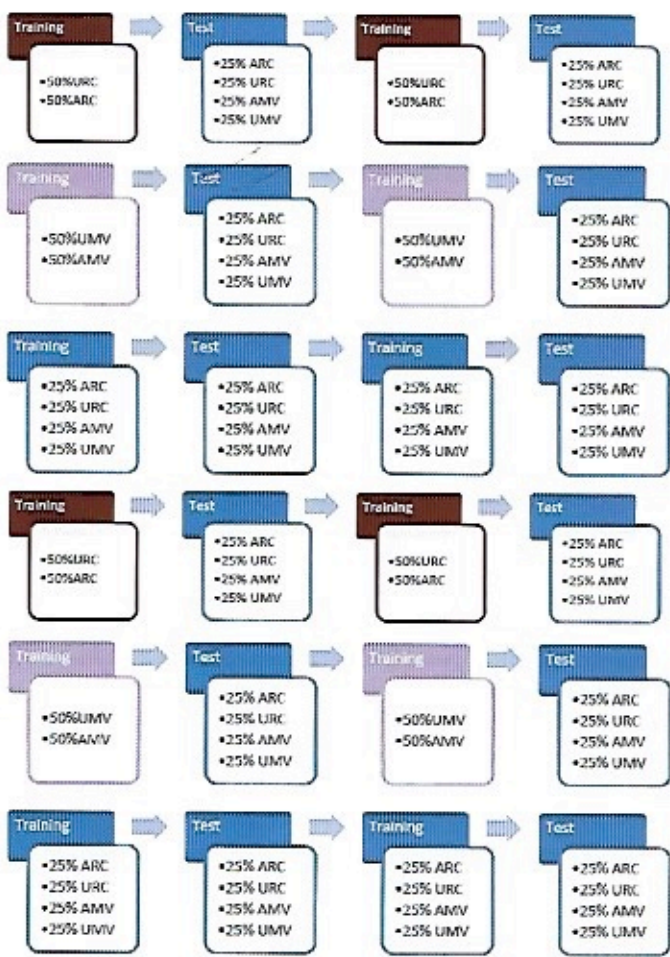 Training
•50%URC
•50%ARC
Test
•25% ARC
•25% URC
•25% AMV
•25% UMV
Training
•50%URC
•50%ARC
Test
•25% ARC
•25% URC
•25% AMV
•25% UMV
Training
•50%UMV
•50%AMV
Test
•25% ARC
•25% URC
•25% AMV
•25% UMV
Training
•50%UMV
•50%AMV
Test
•25% ARC
•25% URC
•25% AMV
•25% UMV
Training
•25% ARC
•25% URC
•25% AMV
•25% UMV
Test
•25% ARC
•25% URC
•25% AMV
•25% UMV
Training
•25% ARC
•25% URC
•25% AMV
•25% UMV
Test
•25% ARC
•25% URC
•25% AMV
•25% UMV
Training
•50%URC
•50%ARC
Test
•25% ARC
•25% URC
•25% AMV
•25% UMV
Training
•50%URC
•50%ARC
Test
•25% ARC
•25% URC
•25% AMV
•25% UMV
Training
•50%UMV
•50%AMV
Test
•25% ARC
•25% URC
•25% AMV
•25% UMV
Training
•50%UMV
•50%AMV
Test
•25% ARC
•25% URC
•25% AMV
•25% UMV
Training
•25% ARC
•25% URC
•25% AMV
•25% UMV
Test
•25% ARC
•25% URC
•25% AMV
•25% UMV
Training
•25% ARC
•25% URC
•25% AMV
•25% UMV
Test
•25% ARC
•25% URC
•25% AMV
•25% UMV